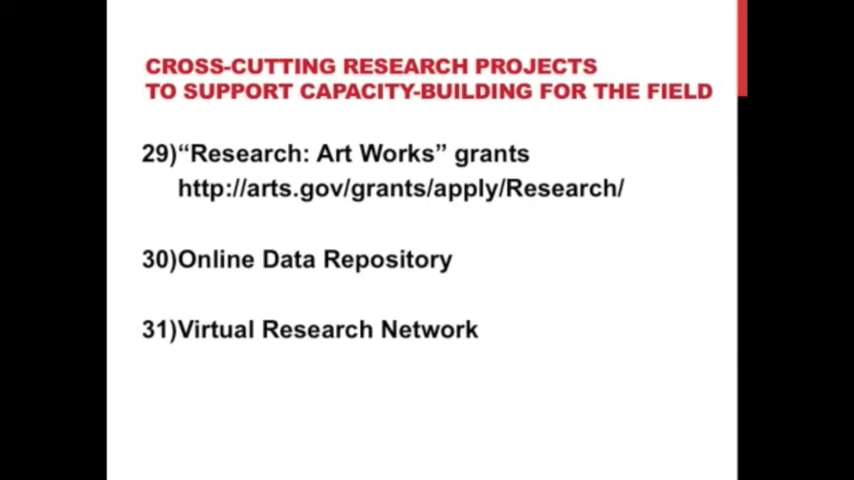 CROSS-CUTTING RESEARCH PROJECTS
TO SUPPORT CAPACITY-BUILDING FOR THE FIELD
29)“Research: Art Works” grants
http://arts.gov/grants/apply/Research/
30)Online Data Repository
31)Virtual Research Network